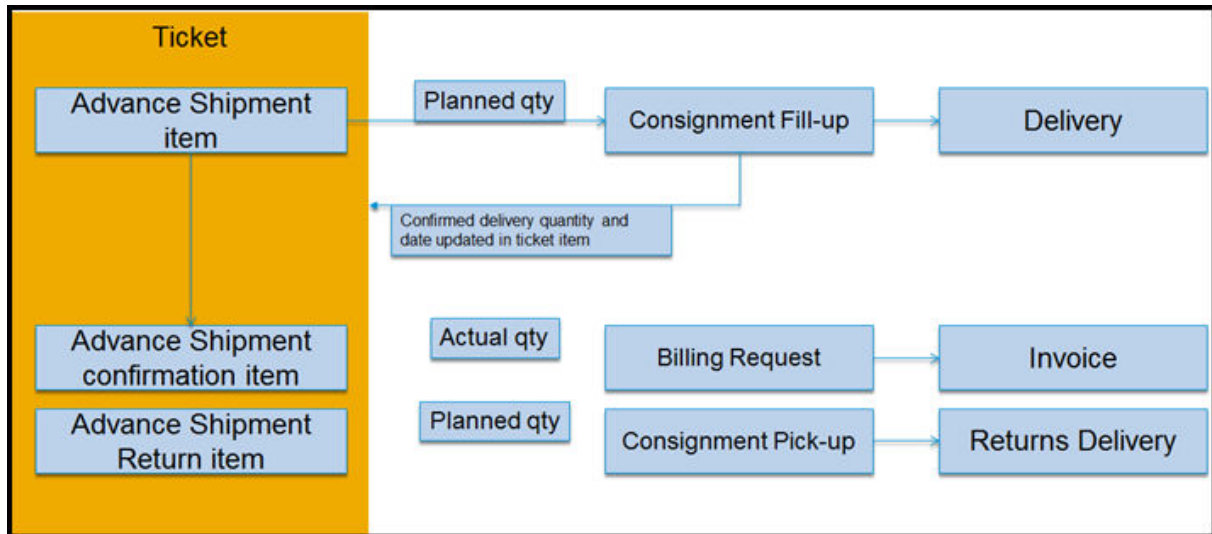 Ticket
Advance Shipment
item
Planned qty
Consignment Fill-up
Delivery
Confirmed delivery quantity and
date updated in ticket item
Advance Shipment
confirmation item
Actual qty
Billing Request
Invoice
Advance Shipment
Return item
Planned qty
Consignment Pick-up
Returns Delivery